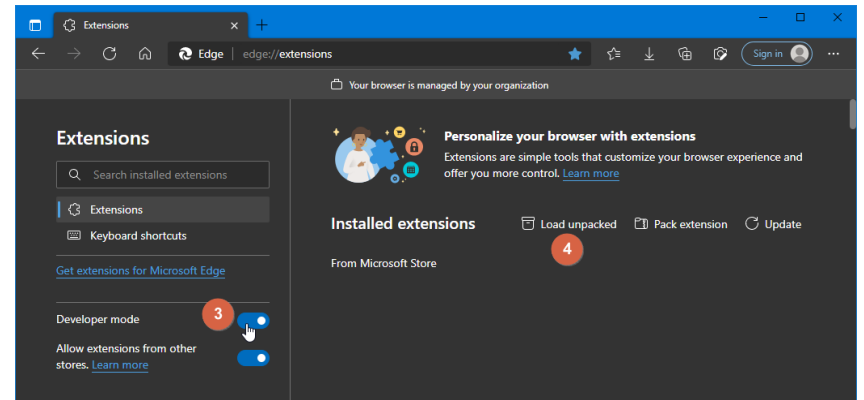 Extensions
Edge edge://extensions
Sign in
Your browser is managed by your organization
Extensions
Search installed extensions
Extensions
Keyboard shortcuts
Get extensions for Microsoft Edge
Developer mode
3
Allow extensions from other
stores. Learn more
Personalize your browser with extensions
Extensions are simple tools that customize your browser experience and
offer you more control. Learn more
Installed extensions
Load unpacked
Pack extension
Update
4
From Microsoft Store